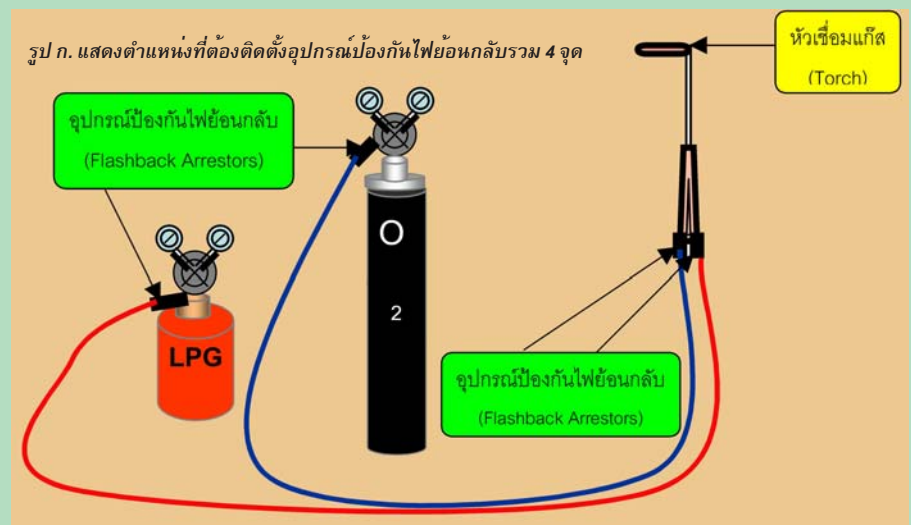 รูป ก. แสดงตำแหน่งที่ต้องติดตั้งอุปกรณ์ป้องกันไฟย้อนกลับรวม 4 จุด
หัวเชื่อมแก๊ส
(Torch)
อุปกรณ์ป้องกันไฟย้อนกลับ
(Flashback Arrestors)
O
2
LPG
อุปกรณ์ป้องกันไฟย้อนกลับ
(Flashback Arrestors)